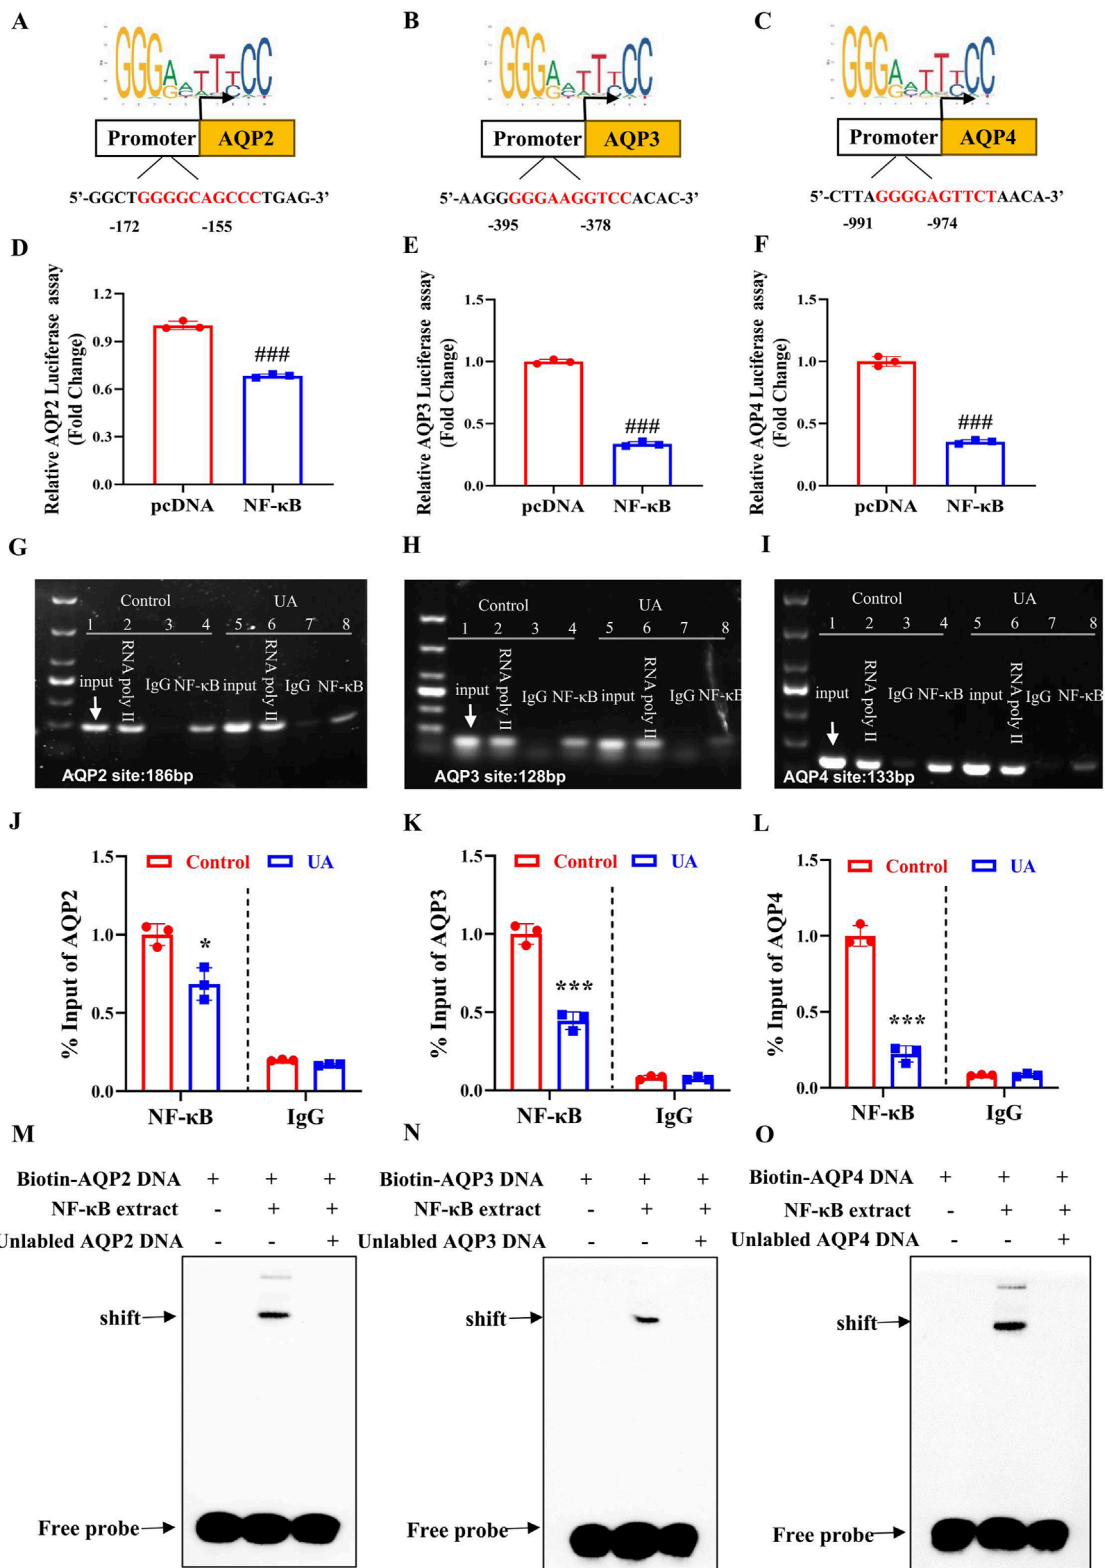 A
B
C
GGGAATTTCC
GGGAATTTCC
GGGAATTTCC
Promoter AQP2
Promoter AQP3
Promoter AQP4
5’-GGCTGGGGCAGCCCTGAG-3’
5’-AAGGGGGAAGGTCCACAC-3’
5’-CTTAGGGGAGTTCTAACA-3’
-172 -155
-395 -378
-991 -974
D
E
F
Relative AQP2 Luciferase assay
(Fold Change)
1.2
0.9
0.6
0.3
0.0
###
pcDNA NF-κB
Relative AQP3 Luciferase assay
(Fold Change)
1.5
1.0
0.5
0.0
###
pcDNA NF-κB
Relative AQP4 Luciferase assay
(Fold Change)
1.5
1.0
0.5
0.0
###
pcDNA NF-κB
G
H
I
Control UA
1 2 3 4 5 6 7 8
input RNA poly II IgG NF-κB input RNA poly II IgG NF-κB
AQP2 site:186bp
Control UA
1 2 3 4 5 6 7 8
input RNA poly II IgG NF-κB input RNA poly II IgG NF-κB
AQP3 site:128bp
Control UA
1 2 3 4 5 6 7 8
input RNA poly II IgG NF-κB input RNA poly II IgG NF-κB
AQP4 site:133bp
J
K
L
% Input of AQP2
1.5
1.0
0.5
0.0
Control UA
*
NF-κB IgG
% Input of AQP3
1.5
1.0
0.5
0.0
Control UA
***
NF-κB IgG
% Input of AQP4
1.5
1.0
0.5
0.0
Control UA
***
NF-κB IgG
M
N
O
Biotin-AQP2 DNA + + +
NF-κB extract - + +
Unlabled AQP2 DNA - - +
shift
Free probe
Biotin-AQP3 DNA + + +
NF-κB extract - + +
Unlabled AQP3 DNA - - +
shift
Free probe
Biotin-AQP4 DNA + + +
NF-κB extract - + +
Unlabled AQP4 DNA - - +
shift
Free probe